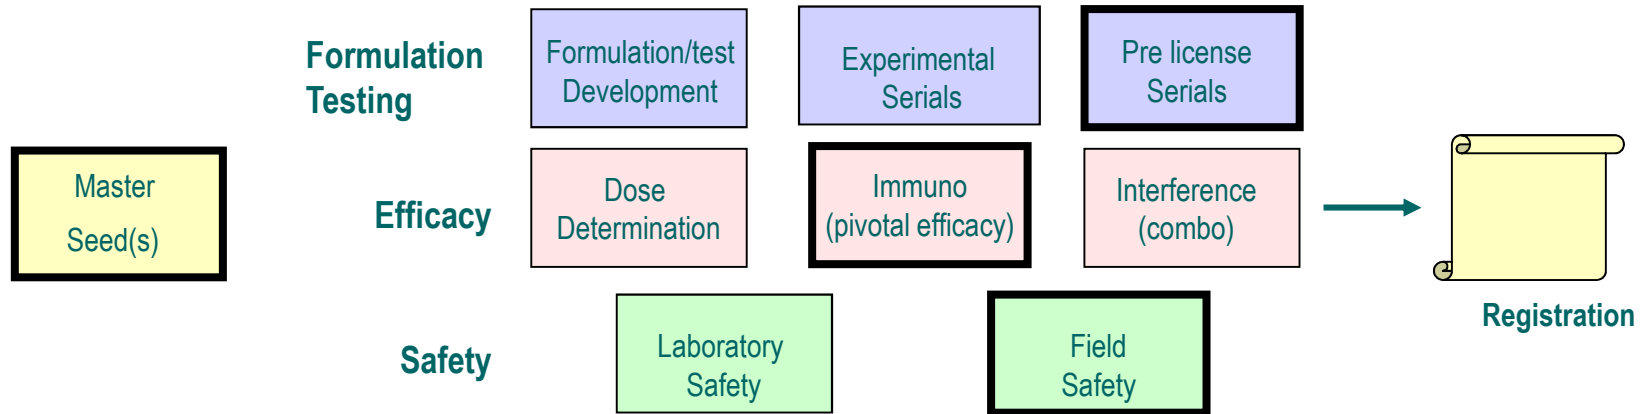 Formulation
Testing
Formulation/test
Development
Experimental
Serials
Pre license
Serials
Master
Seed(s)
Efficacy
Dose
Determination
Immuno
(pivotal efficacy)
Interference
(combo)
Registration
Safety
Laboratory
Safety
Field
Safety